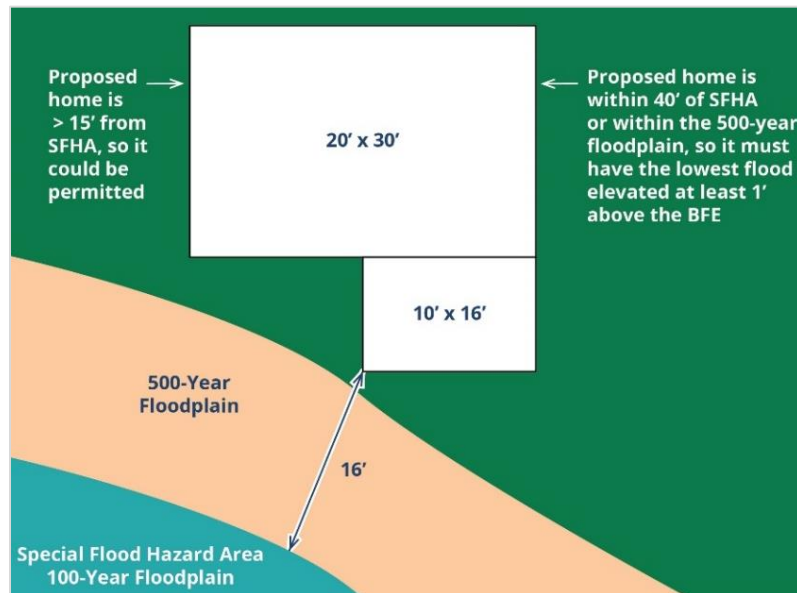 Proposed
home is
> 15’ from
SFHA, so it
could be
permitted
20’ x 30’
Proposed home is
within 40’ of SFHA
or within the 500-year
floodplain, so it must
have the lowest flood
elevated at least 1’
above the BFE
10’ x 16’
500-Year
Floodplain
16’
Special Flood Hazard Area
100-Year Floodplain